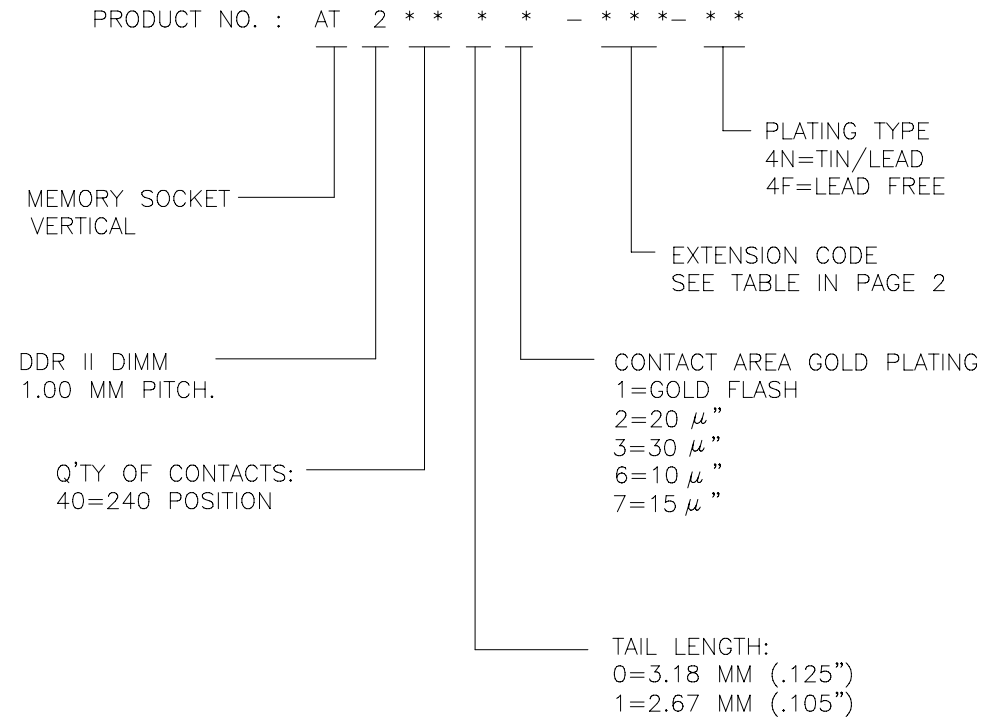 PRODUCT NO. : AT 2 * * * * – * * * – * *
PLATING TYPE
4N=TIN/LEAD
4F=LEAD FREE
MEMORY SOCKET
VERTICAL
EXTENSION CODE
SEE TABLE IN PAGE 2
DDR II DIMM
1.00 MM PITCH.
CONTACT AREA GOLD PLATING
1=GOLD FLASH
2=20 μ"
3=30 μ"
6=10 μ"
7=15 μ"
Q'TY OF CONTACTS:
40=240 POSITION
TAIL LENGTH:
0=3.18 MM (.125")
1=2.67 MM (.105")